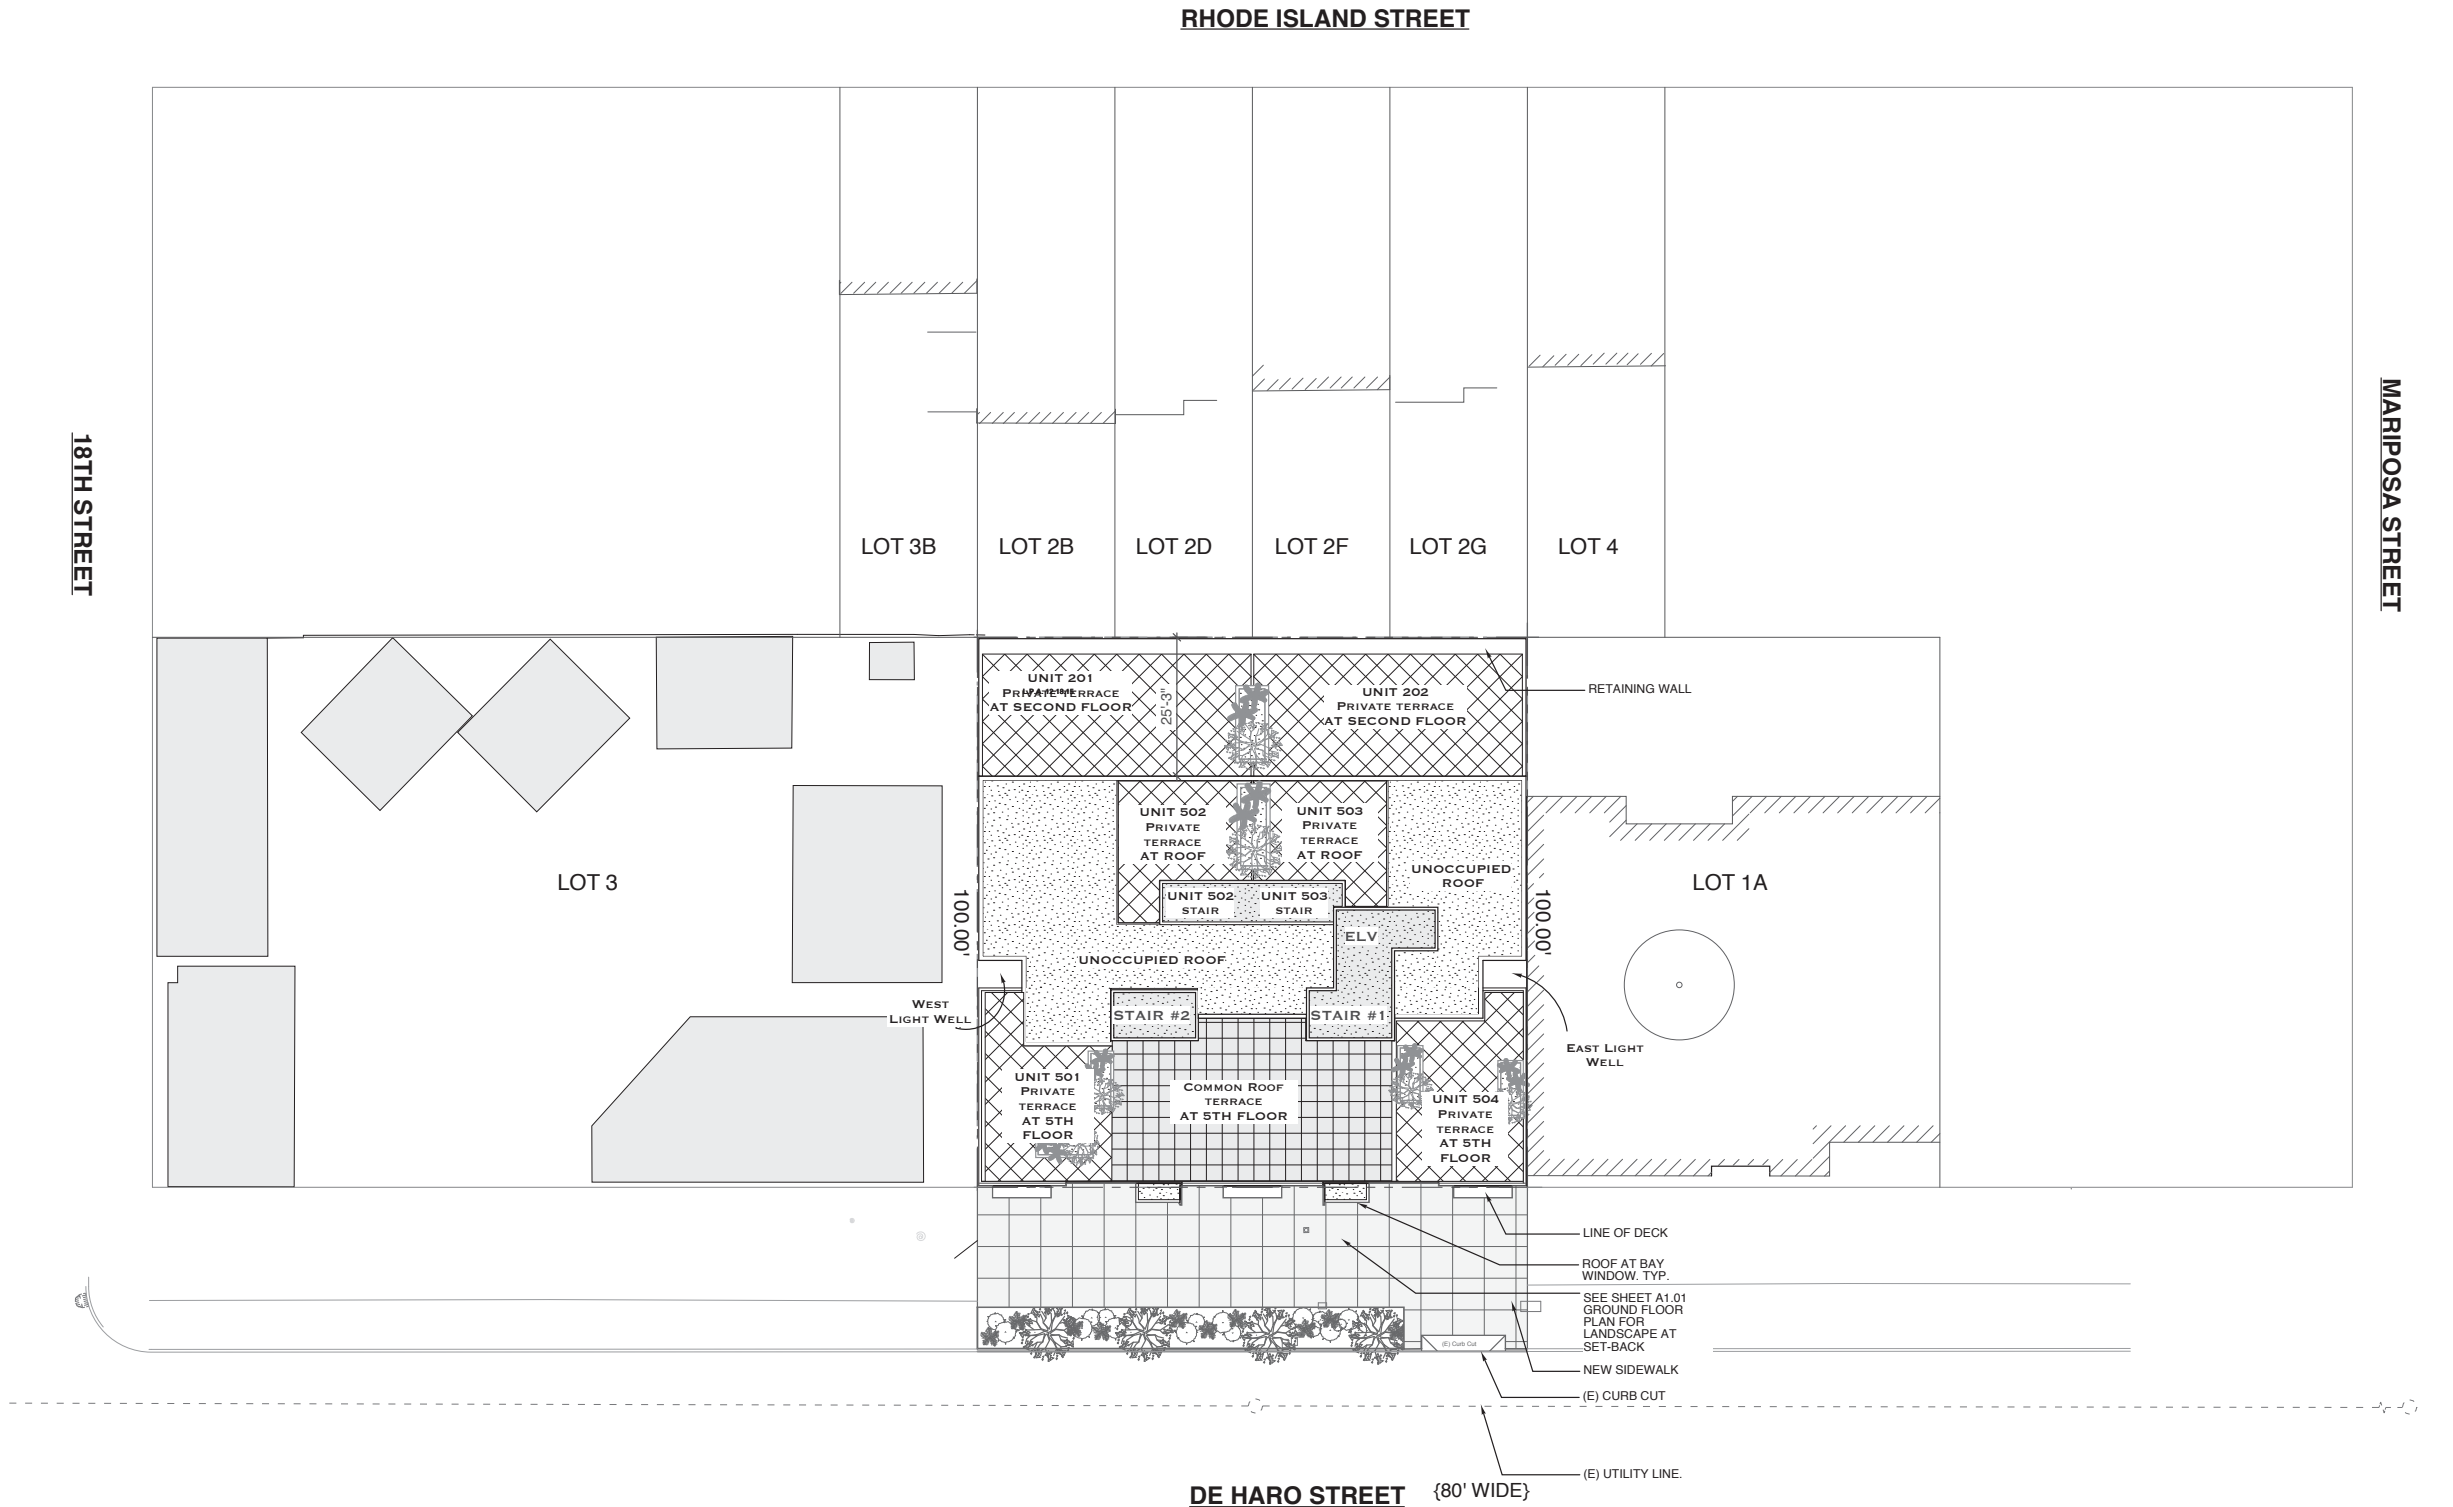 RHODE ISLAND STREET
18TH STREET
MARIPOSA STREET
LOT 3B
LOT 2B
LOT 2D
LOT 2F
LOT 2G
LOT 4
UNIT 201
PRIVATE TERRACE
AT SECOND FLOOR
25'-3"
UNIT 202
PRIVATE TERRACE
AT SECOND FLOOR
RETAINING WALL
UNIT 502
PRIVATE
TERRACE
AT ROOF
UNIT 503
PRIVATE
TERRACE
AT ROOF
UNOCCUPIED
ROOF
LOT 3
LOT 1A
UNIT 502
STAIR
UNIT 503
STAIR
100.00'
100.00'
ELV
UNOCCUPIED ROOF
WEST
LIGHT WELL
STAIR #2
STAIR #1
EAST LIGHT
WELL
UNIT 501
PRIVATE
TERRACE
AT 5TH
FLOOR
COMMON ROOF
TERRACE
AT 5TH FLOOR
UNIT 504
PRIVATE
TERRACE
AT 5TH
FLOOR
LINE OF DECK
ROOF AT BAY
WINDOW. TYP.
SEE SHEET A1.01
GROUND FLOOR
PLAN FOR
LANDSCAPE AT
SET-BACK
(E) Curb Cut
NEW SIDEWALK
(E) CURB CUT
(E) UTILITY LINE.
DE HARO STREET {80' WIDE}